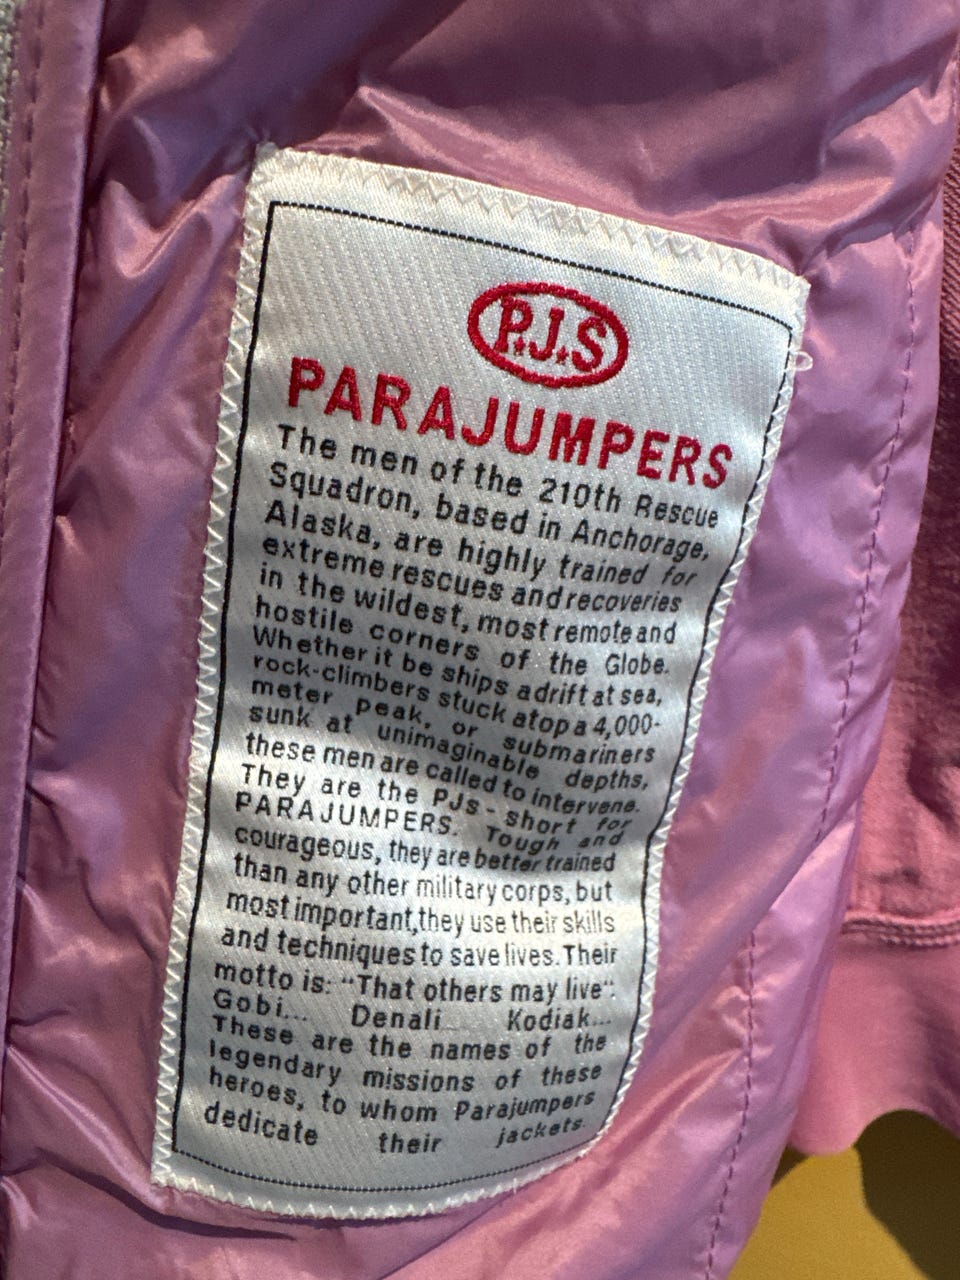 P.J.S
PARAJUMPERS
The men of the 210th Rescue
Squadron, based in Anchorage,
Alaska, are highly trained for
extreme rescues and recoveries
in the wildest, most remote and
hostile corners of the Globe.
Whether it be ships adrift at sea,
rock-climbers stuck atop a 4,000-
meter peak, or submariners
sunk at unimaginable depths,
these men are called to intervene.
They are the PJs - short for
PARAJUMPERS. Tough and
courageous, they are better trained
than any other military corps, but
most important, they use their skills
and techniques to save lives. Their
motto is: "That others may live".
Gobi... Denali... Kodiak...
These are the names of the
legendary missions of these
heroes, to whom Parajumpers
dedicate their jackets.